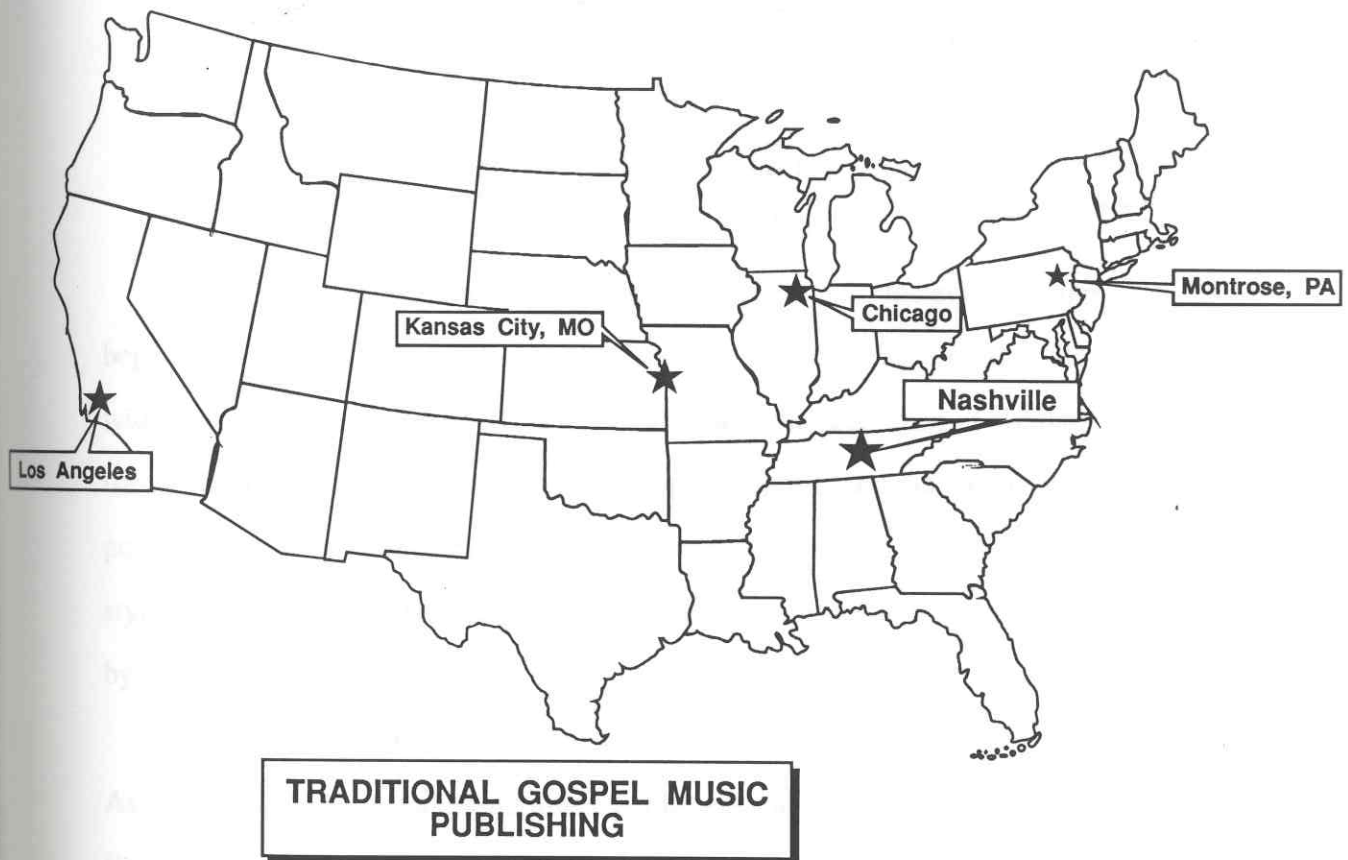 Montrose, PA
Chicago
Kansas City, MO
Nashville
Los Angeles
TRADITIONAL GOSPEL MUSIC
PUBLISHING